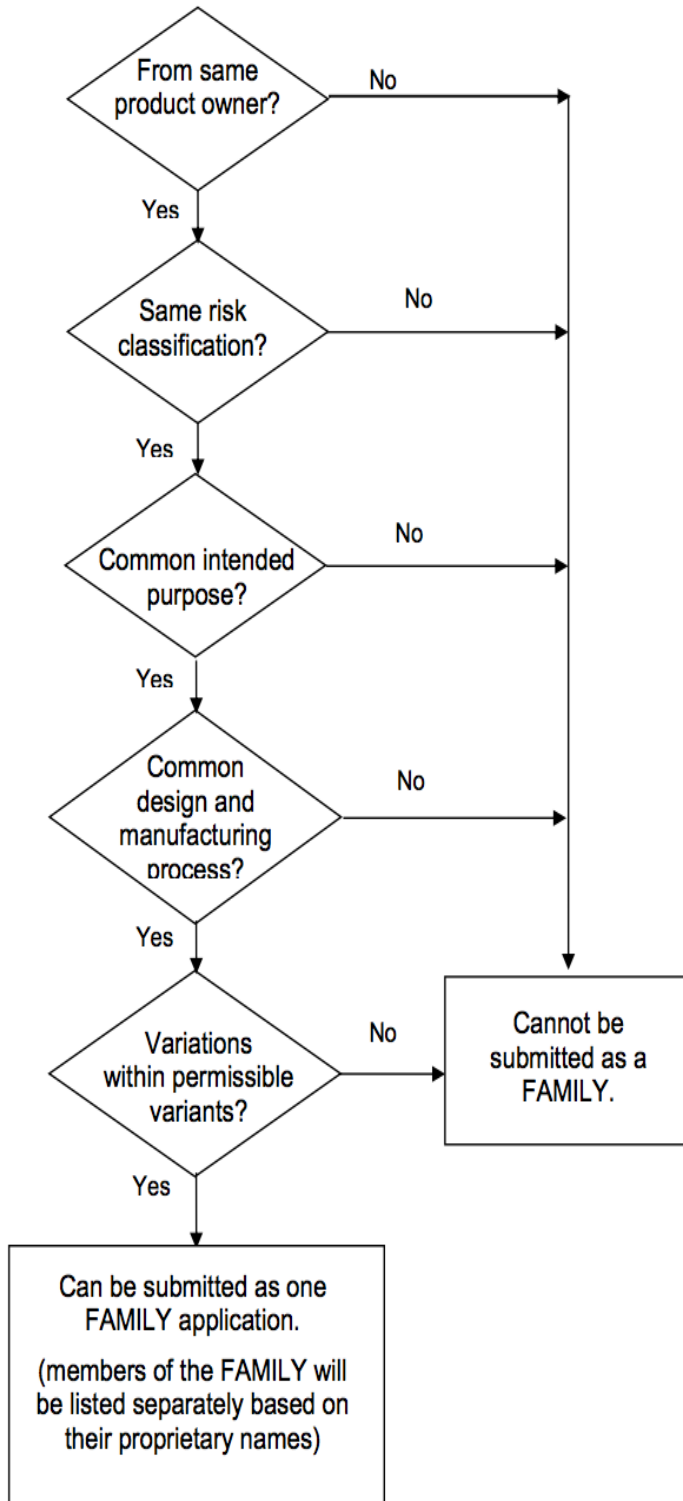 From same
product owner?
No
Yes
Same risk
classification?
No
Yes
Common intended
purpose?
No
Yes
Common
design and
manufacturing
process?
No
Yes
Variations
within permissible
variants?
No
Cannot be
submitted as a
FAMILY.
Yes
Can be submitted as one
FAMILY application.
(members of the FAMILY will
be listed separately based on
their proprietary names)